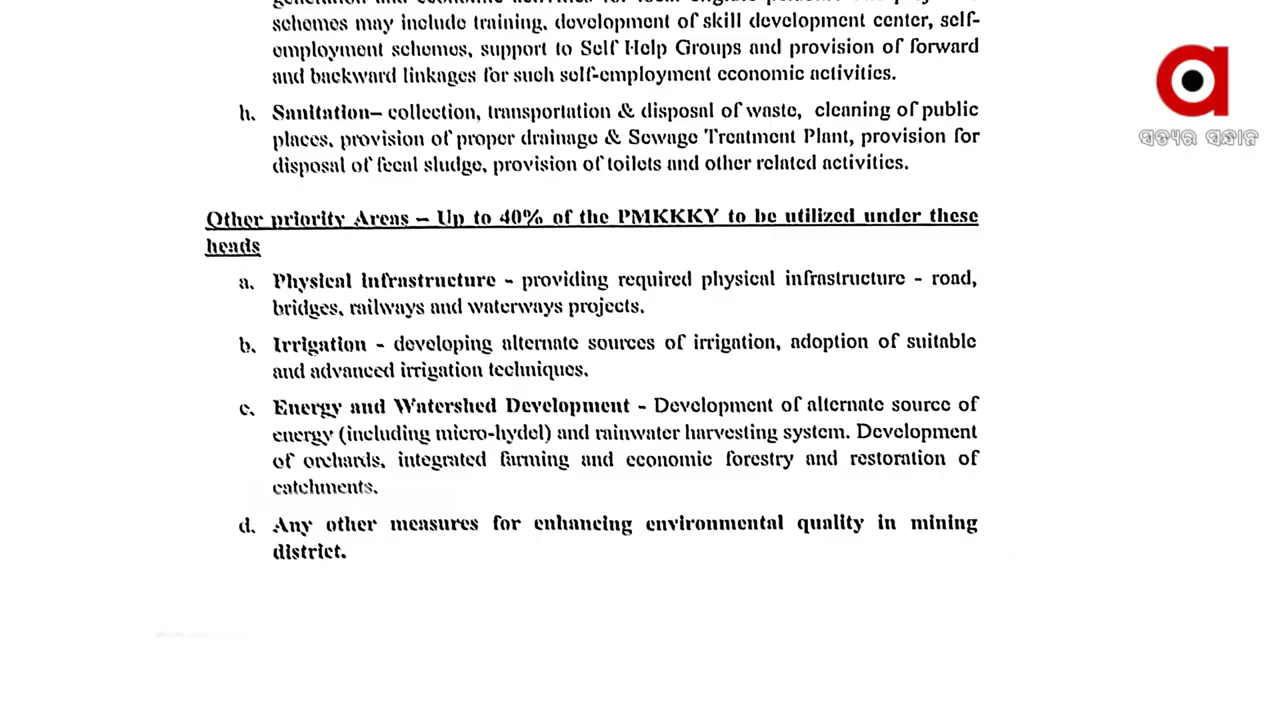 schemes may include training, development of skill development center, self-
employment schemes, support to Self Help Groups and provision of forward
and backward linkages for such self-employment economic activities.
h. Sanitation– collection, transportation & disposal of waste, cleaning of public
places, provision of proper drainage & Sewage Treatment Plant, provision for
disposal of fecal sludge, provision of toilets and other related activities.
Other priority Areas – Up to 40% of the PMKKKY to be utilized under these
heads
a. Physical infrastructure - providing required physical infrastructure - road,
bridges, railways and waterways projects.
b. Irrigation - developing alternate sources of irrigation, adoption of suitable
and advanced irrigation techniques.
c. Energy and Watershed Development - Development of alternate source of
energy (including micro-hydel) and rainwater harvesting system. Development
of orchards, integrated farming and economic forestry and restoration of
catchments.
d. Any other measures for enhancing environmental quality in mining
district.
a
ସତ୍ୟର ସନ୍ଧାନ